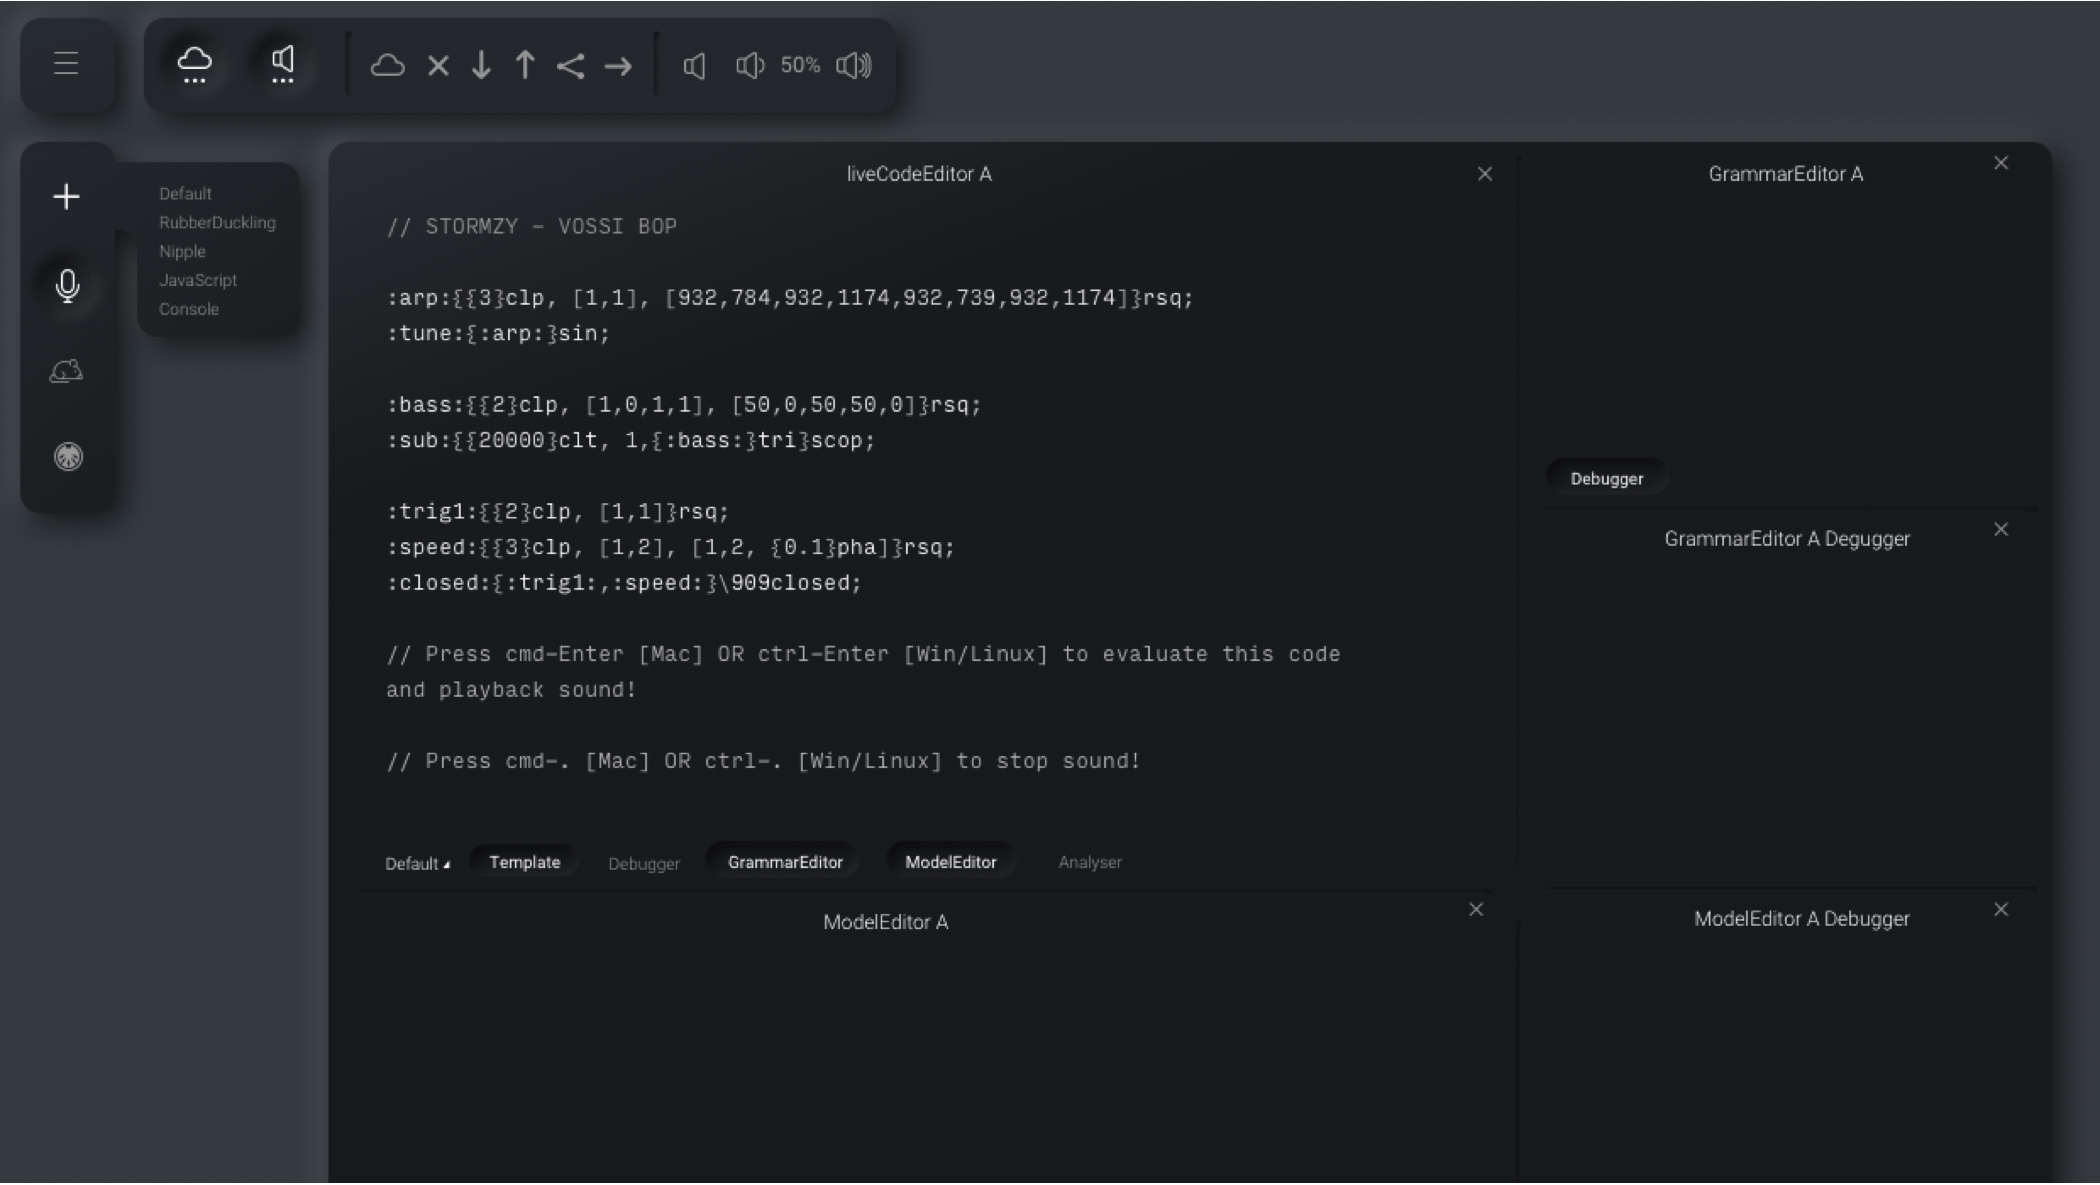 50%
Default
RubberDuckling
Nipple
JavaScript
Console
liveCodeEditor A
// STORMZY - VOSSI BOP
:arp:{{3}clp, [1,1], [932,784,932,1174,932,739,932,1174]}rsq;
:tune:{:arp:}sin;
:bass:{{2}clp, [1,0,1,1], [50,0,50,50,0]}rsq;
:sub:{{20000}clt, 1,{:bass:}tri}scop;
:trig1:{{2}clp, [1,1]}rsq;
:speed:{{3}clp, [1,2], [1,2, {0.1}pha]}rsq;
:closed:{:trig1:,:speed:}\909closed;
// Press cmd-Enter [Mac] OR ctrl-Enter [Win/Linux] to evaluate this code
and playback sound!
// Press cmd-. [Mac] OR ctrl-. [Win/Linux] to stop sound!
Default Template Debugger GrammarEditor ModelEditor Analyser
GrammarEditor A
Debugger
GrammarEditor A Degugger
ModelEditor A
ModelEditor A Debugger